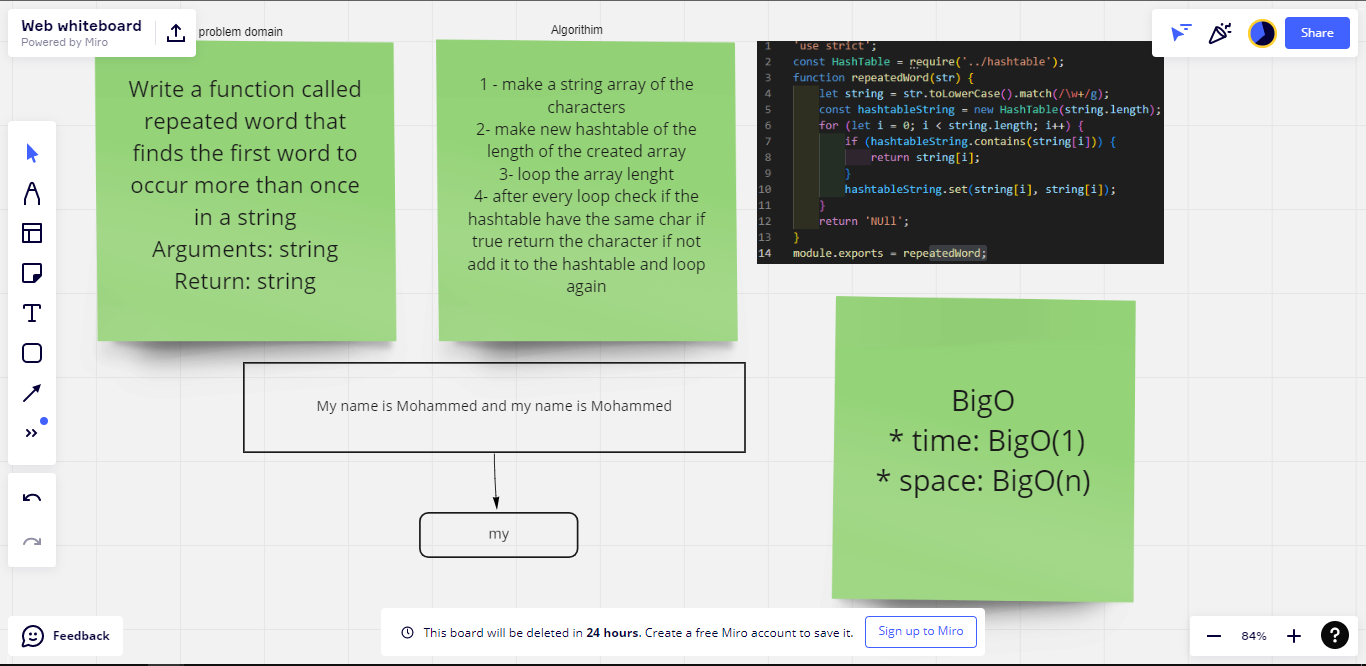 Web whiteboard
Powered by Miro
problem domain
Algorithim
Share
Write a function called
repeated word that
finds the first word to
occur more than once
in a string
Arguments: string
Return: string
1 - make a string array of the
characters
2- make new hashtable of the
length of the created array
3- loop the array lenght
4- after every loop check if the
hashtable have the same char if
true return the character if not
add it to the hashtable and loop
again
1 'use strict';
2 const HashTable = require('../hashtable');
3 function repeatedWord(str) {
4 let string = str.toLowerCase().match(/\w+/g);
5 const hashtableString = new HashTable(string.length);
6 for (let i = 0; i < string.length; i++) {
7 if (hashtableString.contains(string[i])) {
8 return string[i];
9 }
10 hashtableString.set(string[i], string[i]);
11 }
12 return 'NUll';
13 }
14 module.exports = repeatedWord;
My name is Mohammed and my name is Mohammed
my
BigO
* time: BigO(1)
* space: BigO(n)
Feedback
This board will be deleted in 24 hours. Create a free Miro account to save it.
Sign up to Miro
84%